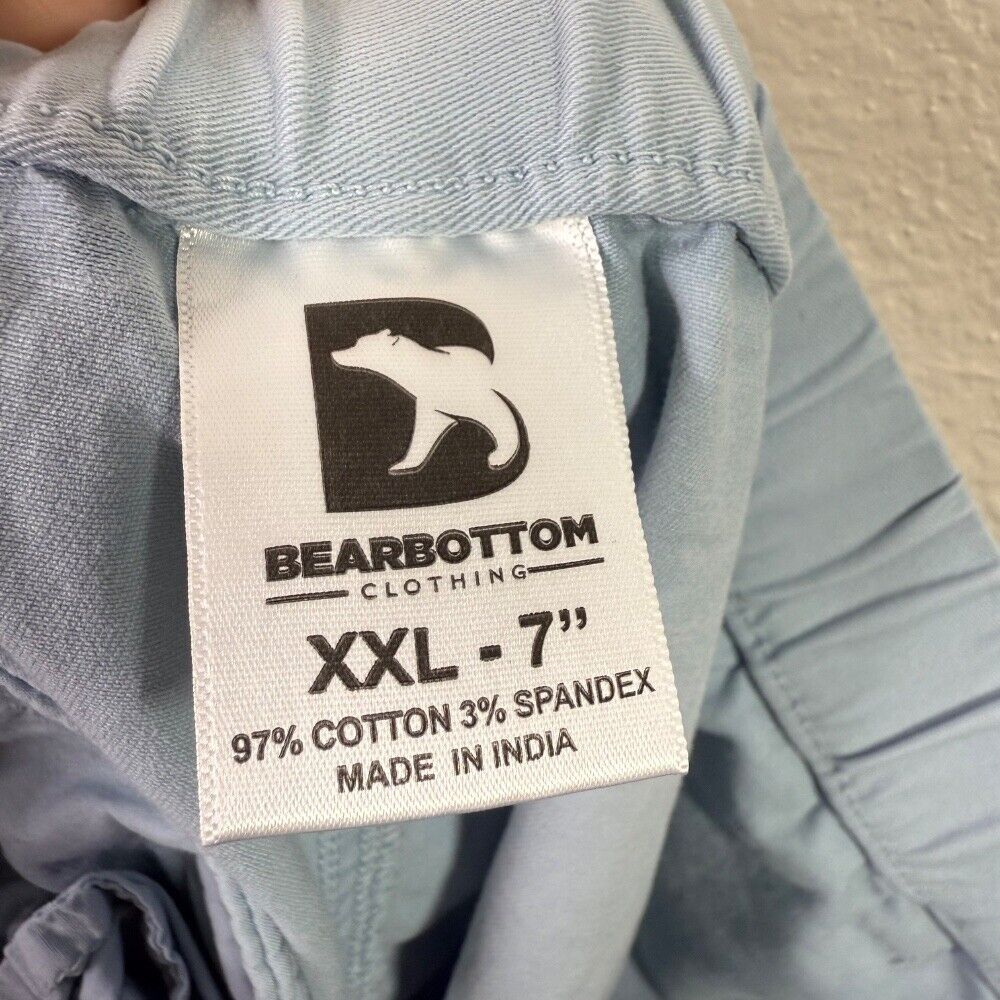 BEARBOTTOM
CLOTHING
XXL - 7”
97% COTTON 3% SPANDEX
MADE IN INDIA